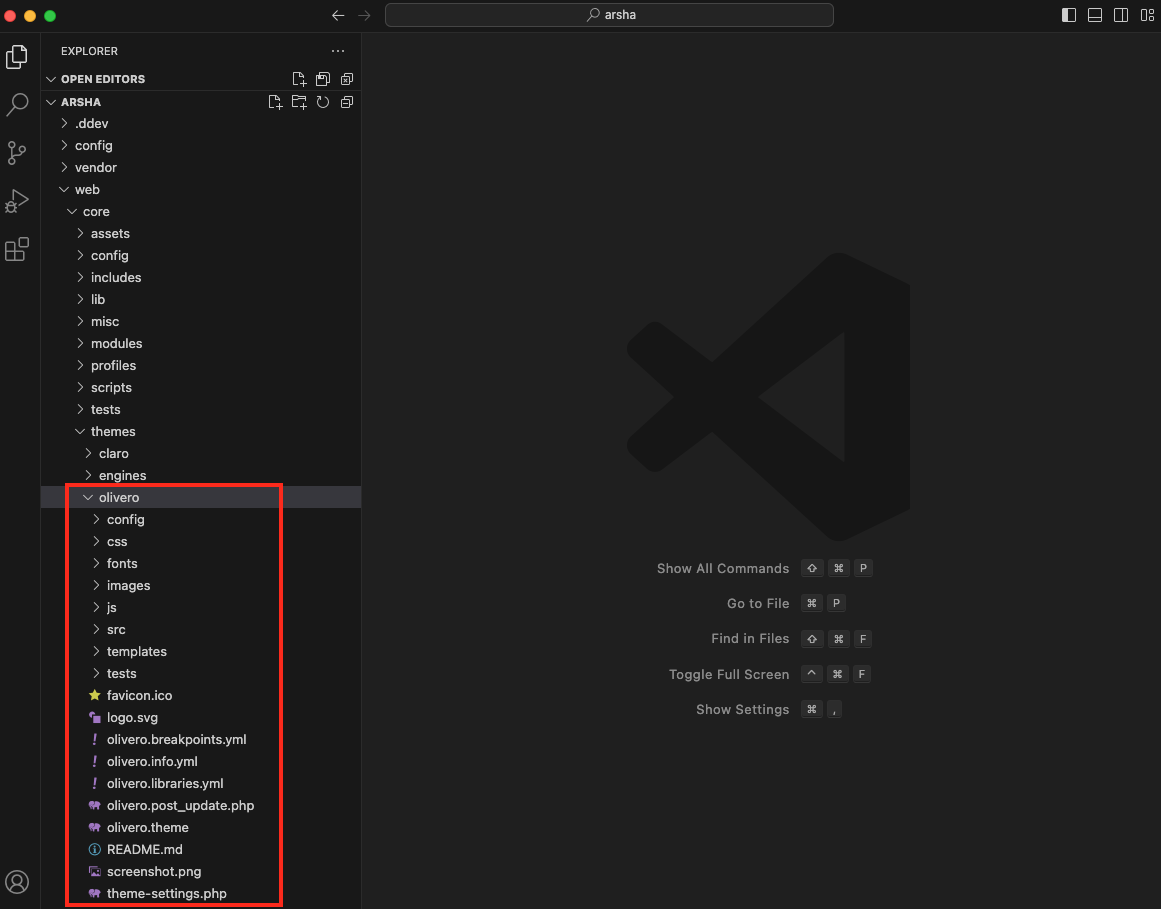 arsha
EXPLORER
OPEN EDITORS
ARSHA
.ddev
config
vendor
web
core
assets
config
includes
lib
misc
modules
profiles
scripts
tests
themes
claro
engines
olivero
config
css
fonts
images
js
src
templates
tests
favicon.ico
logo.svg
olivero.breakpoints.yml
olivero.info.yml
olivero.libraries.yml
olivero.post_update.php
olivero.theme
README.md
screenshot.png
theme-settings.php
Show All Commands ⇧ ⌘ P
Go to File ⌘ P
Find in Files ⇧ ⌘ F
Toggle Full Screen ^ ⌘ F
Show Settings ⌘ ,